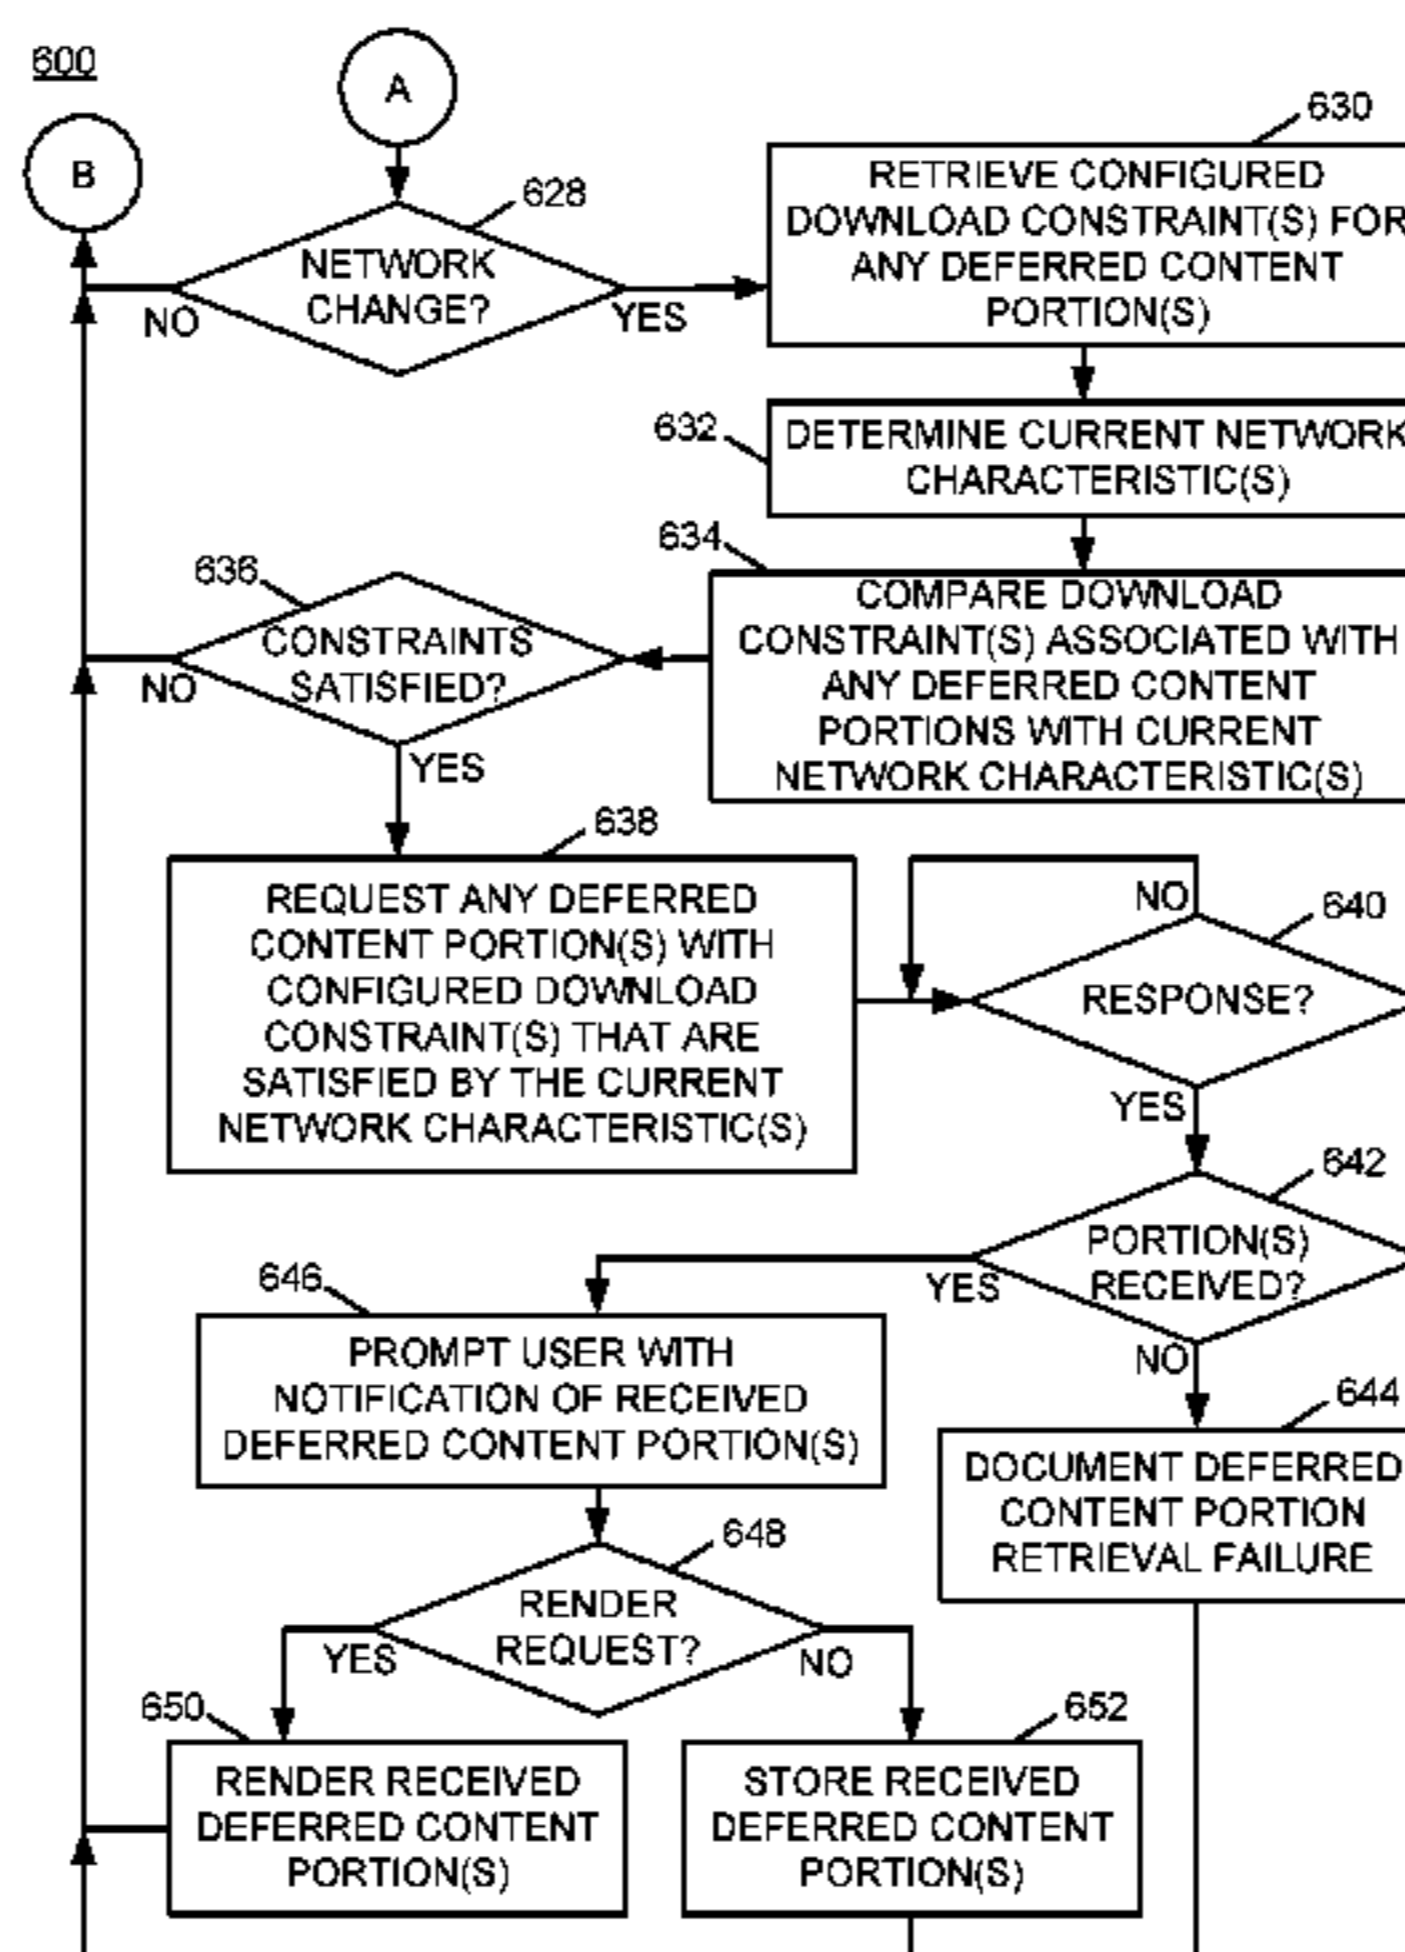 600
A
B
630
628
RETRIEVE CONFIGURED
DOWNLOAD CONSTRAINT(S) FOR
ANY DEFERRED CONTENT
PORTION(S)
NETWORK
CHANGE?
NO
YES
632
DETERMINE CURRENT NETWORK
CHARACTERISTIC(S)
634
COMPARE DOWNLOAD
CONSTRAINT(S) ASSOCIATED WITH
ANY DEFERRED CONTENT
PORTIONS WITH CURRENT
NETWORK CHARACTERISTIC(S)
636
CONSTRAINTS
SATISFIED?
NO
YES
638
REQUEST ANY DEFERRED
CONTENT PORTION(S) WITH
CONFIGURED DOWNLOAD
CONSTRAINT(S) THAT ARE
SATISFIED BY THE CURRENT
NETWORK CHARACTERISTIC(S)
NO
640
RESPONSE?
YES
642
PORTION(S)
RECEIVED?
YES
NO
646
PROMPT USER WITH
NOTIFICATION OF RECEIVED
DEFERRED CONTENT PORTION(S)
644
DOCUMENT DEFERRED
CONTENT PORTION
RETRIEVAL FAILURE
648
RENDER
REQUEST?
YES
NO
650
RENDER RECEIVED
DEFERRED CONTENT
PORTION(S)
652
STORE RECEIVED
DEFERRED CONTENT
PORTION(S)